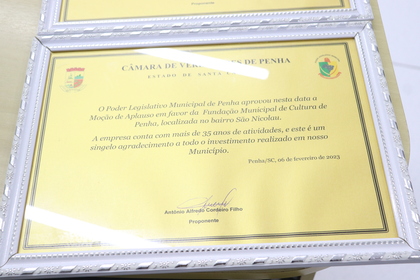 CÂMARA DE VEREADORES DE PENHA
ESTADO DE SANTA
O Poder Legislativo Municipal de Penha aprovou nesta data a
Moção de Aplauso em favor da Fundação Municipal de Cultura de
Penha, localizada no bairro São Nicolau.
A empresa conta com mais de 35 anos de atividades, e este é um
singelo agradecimento a todo o investimento realizado em nosso
Município.
Penha/SC, 06 de fevereiro de 2023
Antônio Alfredo Cordeiro Filho
Proponente